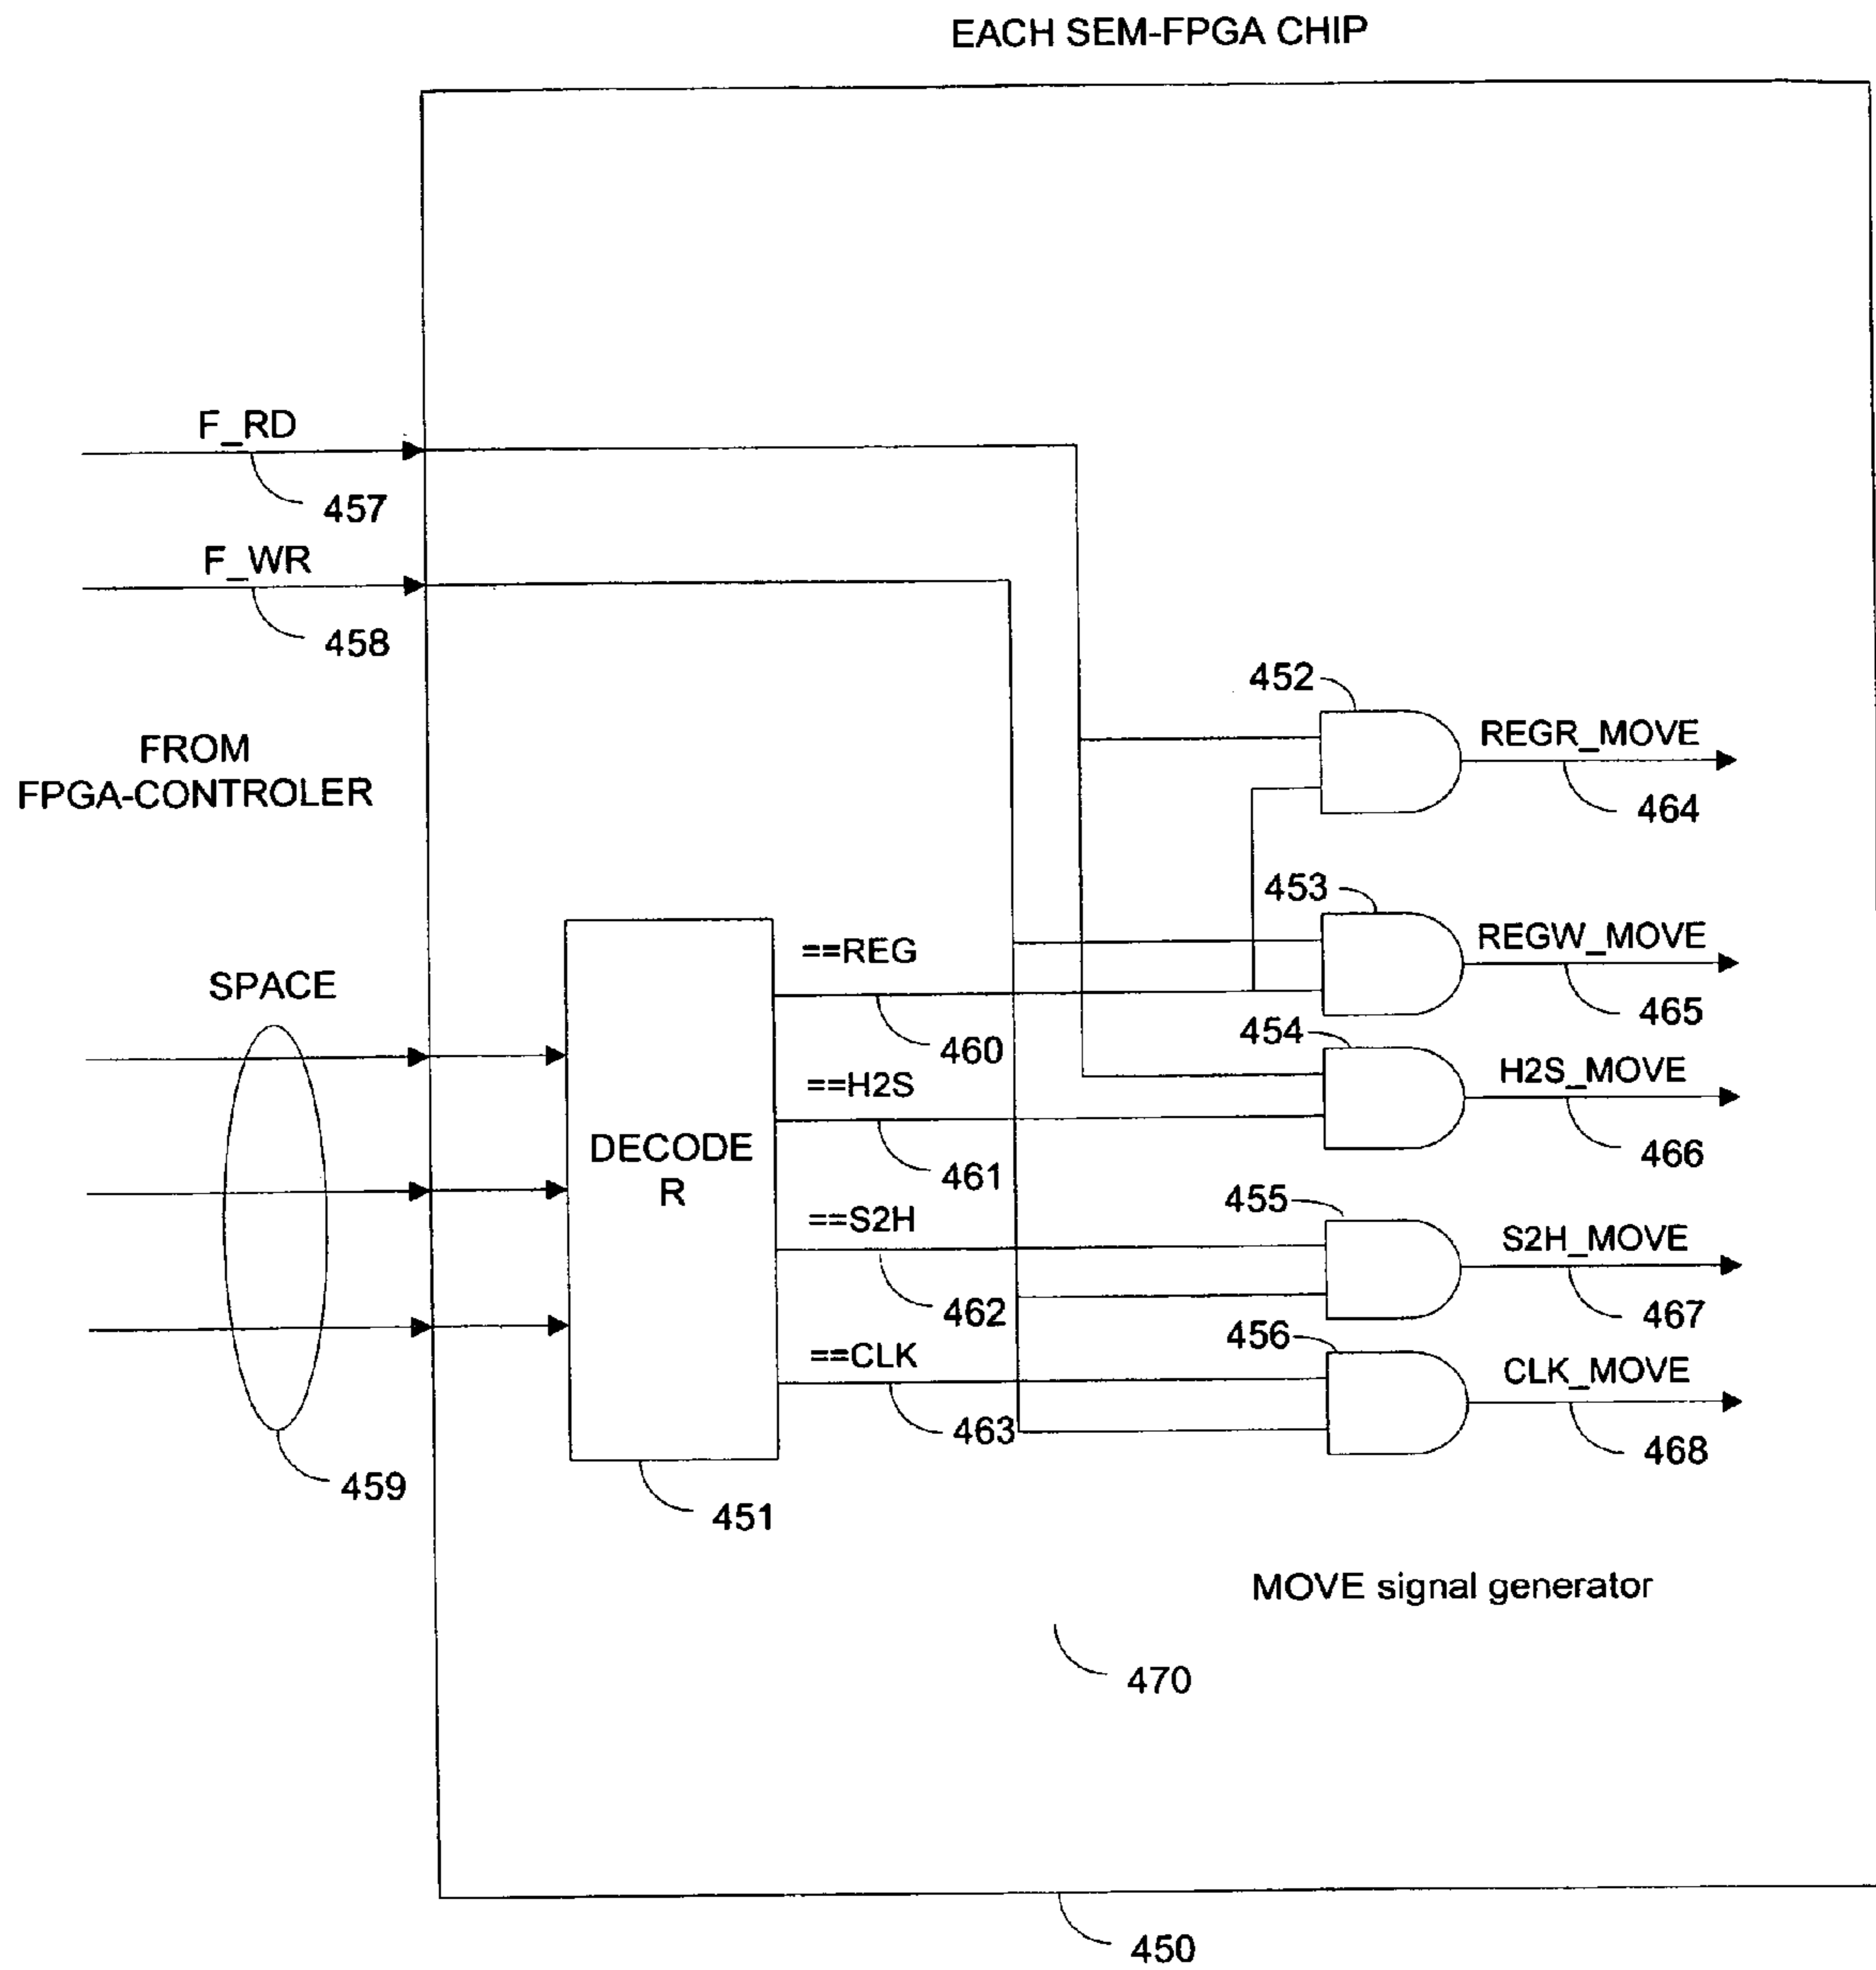 EACH SEM-FPGA CHIP
F_RD
457
F_WR
458
FROM
FPGA-CONTROLER
452
REGR_MOVE
464
453
==REG
REGW_MOVE
SPACE
465
460
454
==H2S
H2S_MOVE
DECODE
R
461
466
455
==S2H
S2H_MOVE
462
467
456
==CLK
CLK_MOVE
463
468
459
451
MOVE signal generator
470
450